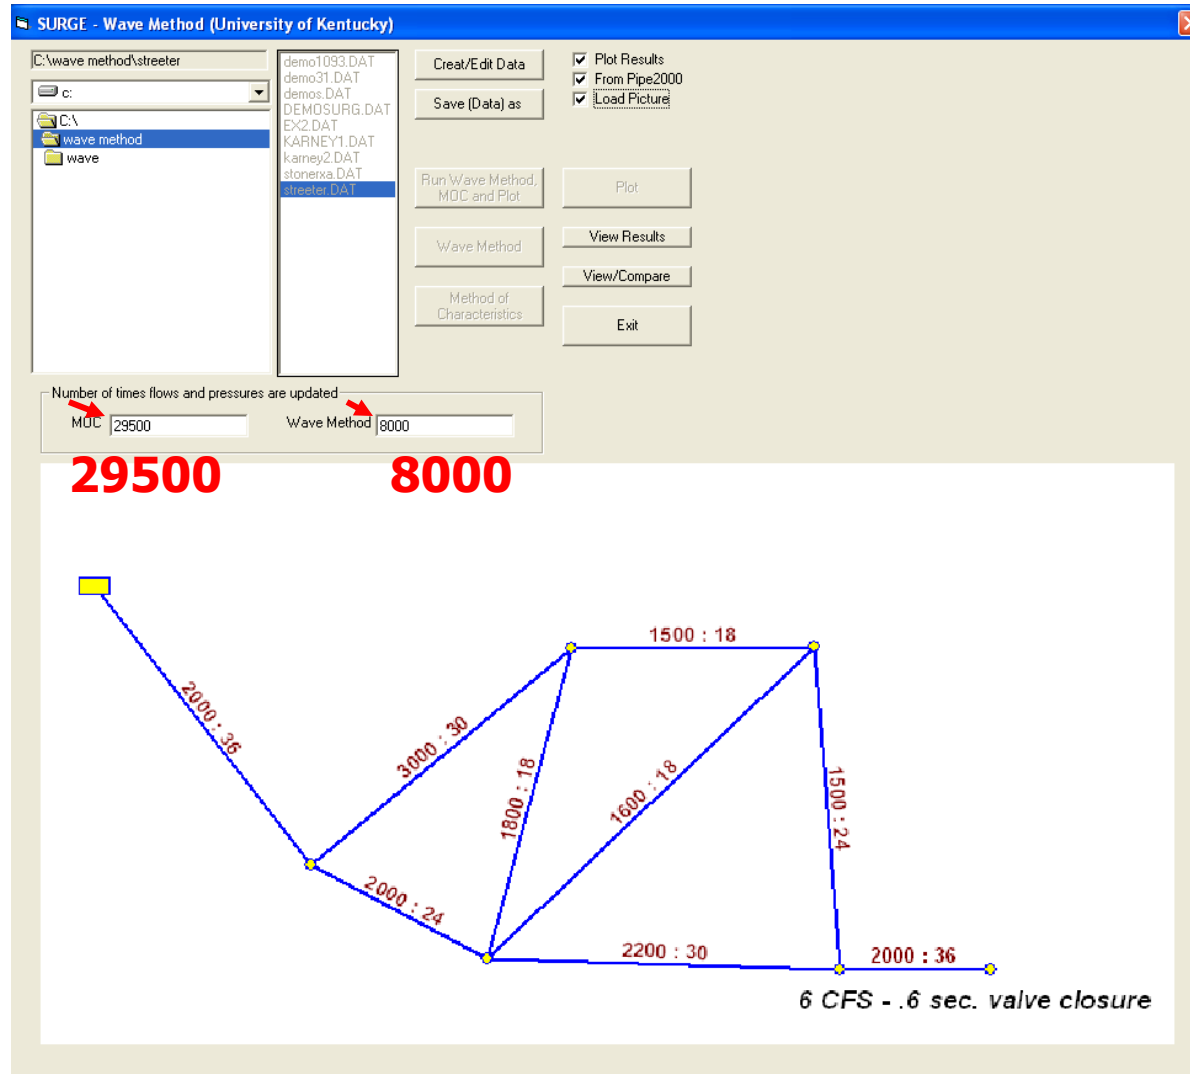 SURGE - Wave Method (University of Kentucky)
C:\wave method\streeter
c:
C:\
wave method
wave
demo1093.DAT
demo31.DAT
demos.DAT
DEMOSURG.DAT
EX2.DAT
KARNEY1.DAT
karney2.DAT
stonerxa.DAT
streeter.DAT
Creat/Edit Data
Save (Data) as
Plot Results
From Pipe2000
Load Picture
Run Wave Method,
MOC and Plot
Plot
Wave Method
View Results
View/Compare
Method of
Characteristics
Exit
Number of times flows and pressures are updated
MOC 29500
Wave Method 8000
29500 8000
1500 : 18
2000 : 36
3000 : 30
1800 : 18
1600 : 18
1500 : 24
2000 : 24
2200 : 30
2000 : 36
6 CFS - .6 sec. valve closure